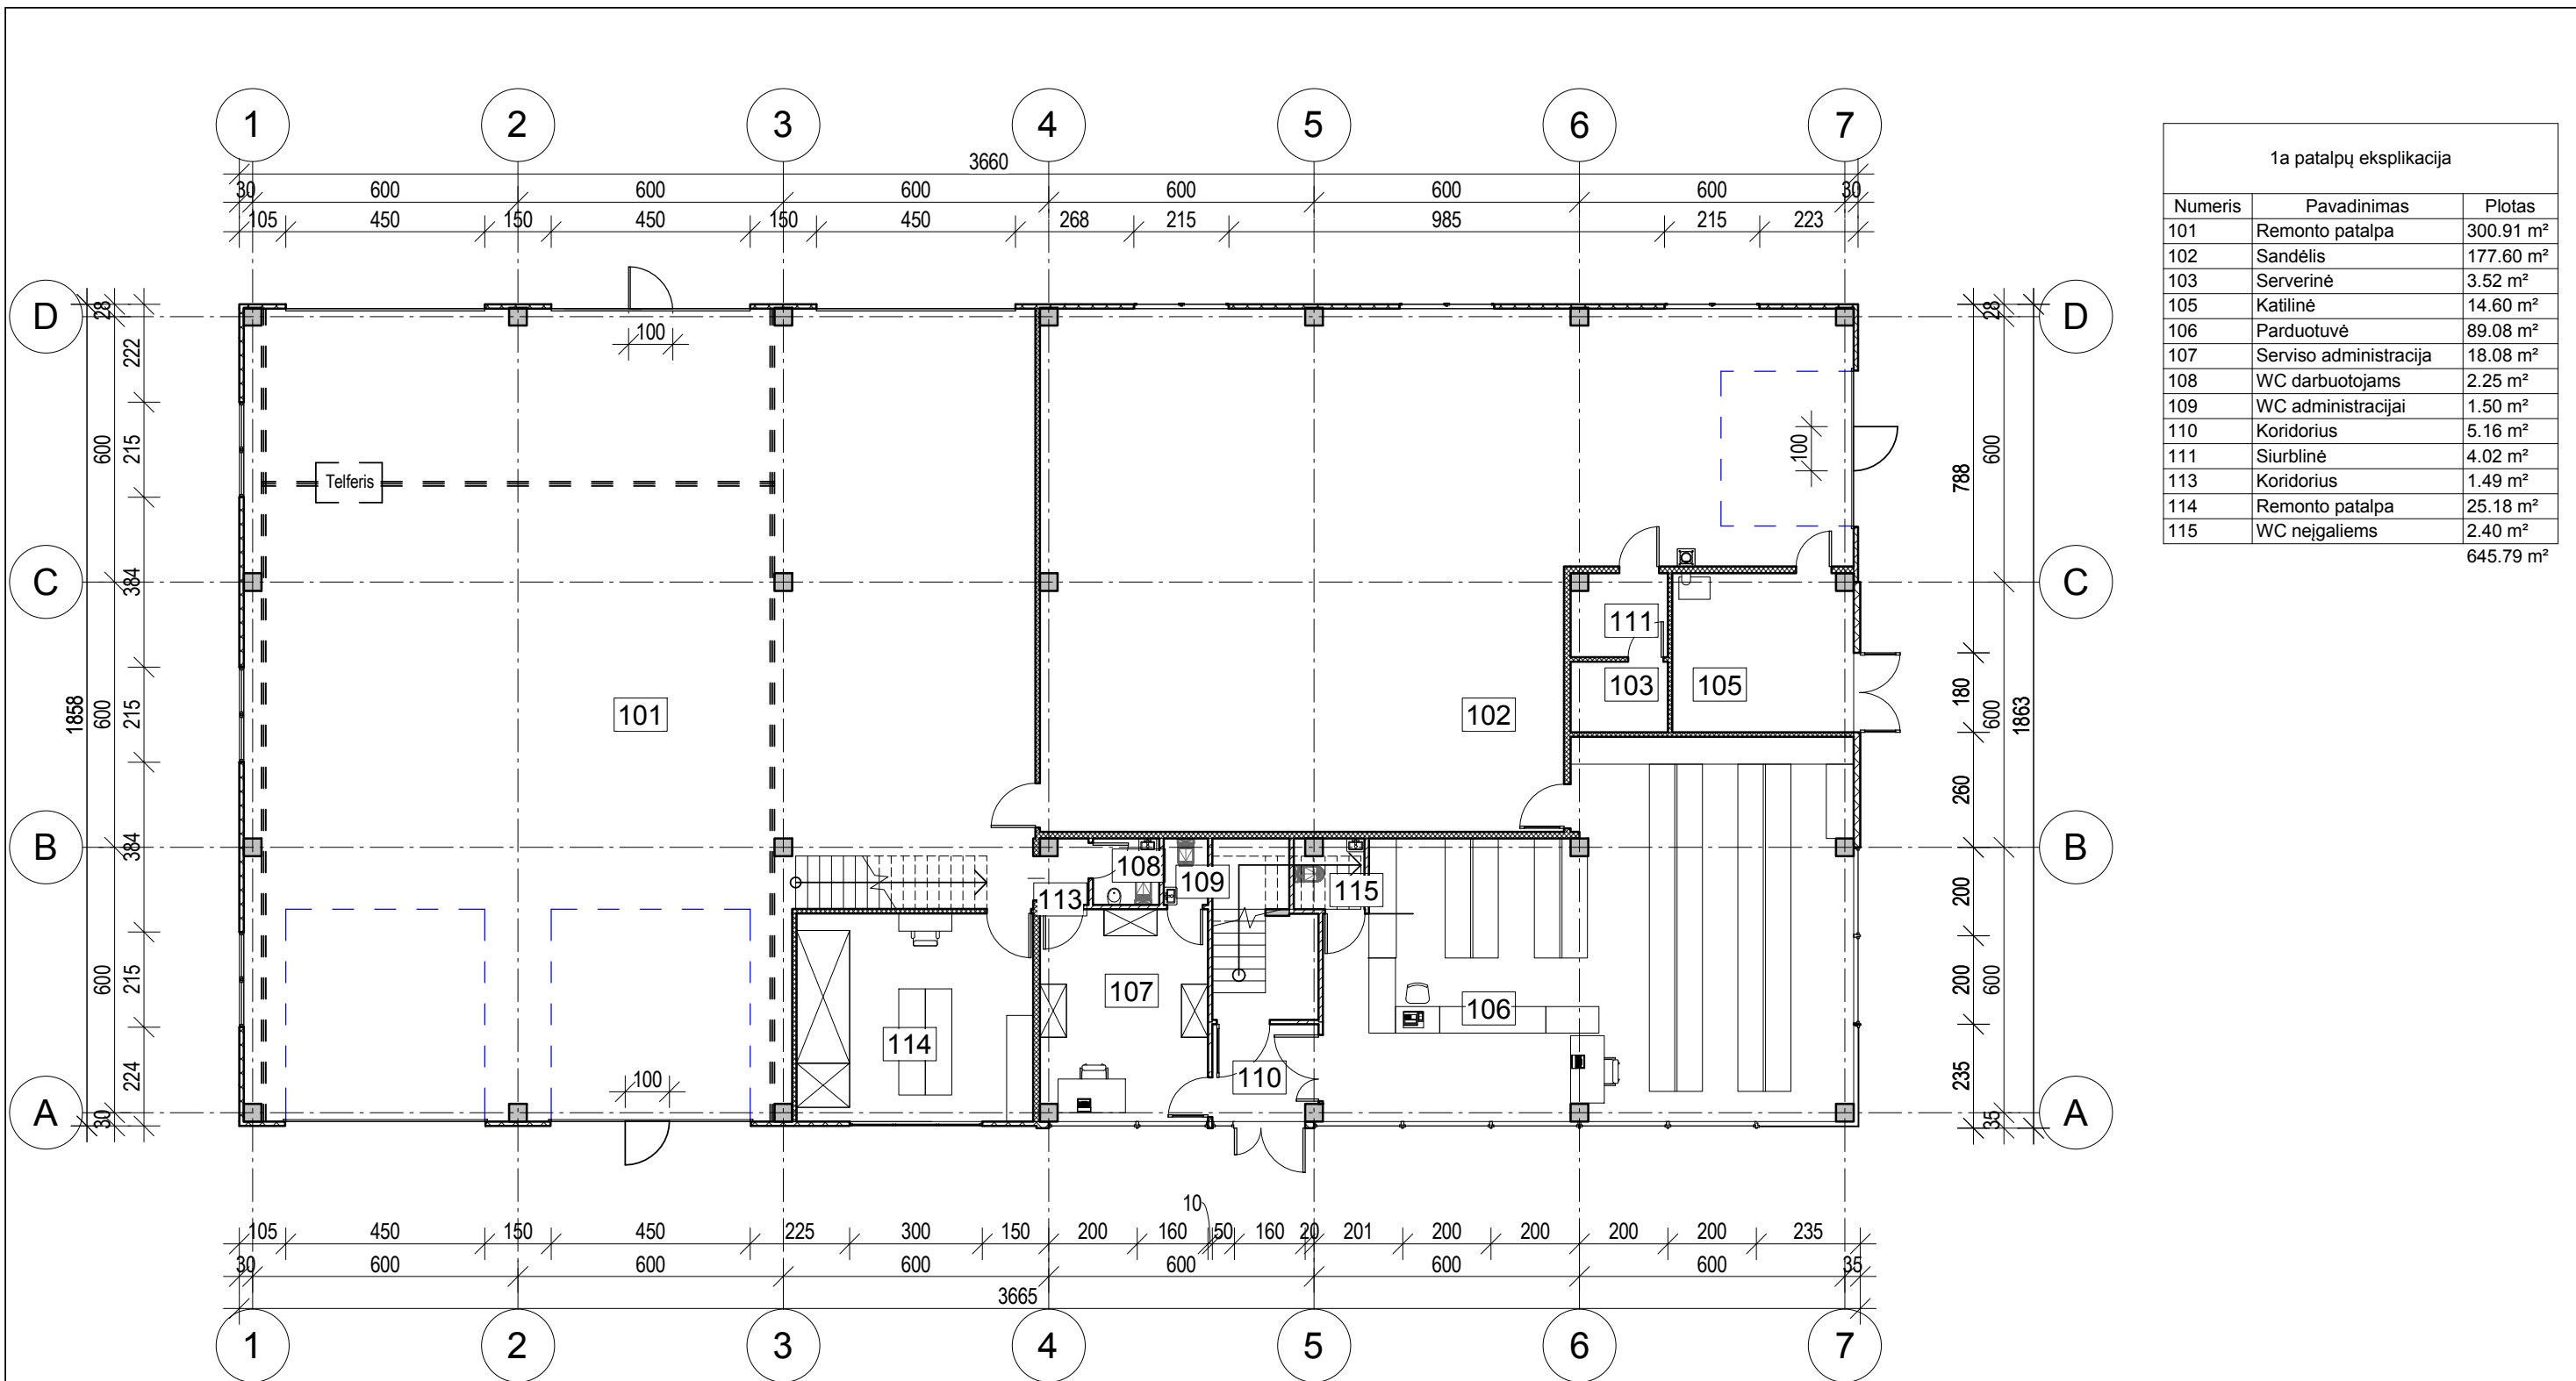 1 2 3 4 5 6 7
3660
30 600 600 600 600 600 600 30
105 450 150 450 150 450 268 215 985 215 223
1a patalpų eksplikacija
Numeris Pavadinimas Plotas
101 Remonto patalpa 300.91 m²
102 Sandėlis 177.60 m²
103 Serverinė 3.52 m²
105 Katilinė 14.60 m²
106 Parduotuvė 89.08 m²
107 Serviso administracija 18.08 m²
108 WC darbuotojams 2.25 m²
109 WC administracijai 1.50 m²
110 Koridorius 5.16 m²
111 Siurblinė 4.02 m²
113 Koridorius 1.49 m²
114 Remonto patalpa 25.18 m²
115 WC neįgaliems 2.40 m²
645.79 m²
D
C
B
A
1858
28 600 600 600 30
222 215 384 215 384 215 224
100
Telferis
100
101
102
111
103
105
108
109
113
115
107
106
114
110
100
788 180 260 200 200 235
28 600 600 600 35
1863
D
C
B
A
10
105 450 150 450 225 300 150 200 160 50 160 20 201 200 200 200 200 235
30 600 600 600 600 600 600 35
3665
1 2 3 4 5 6 7